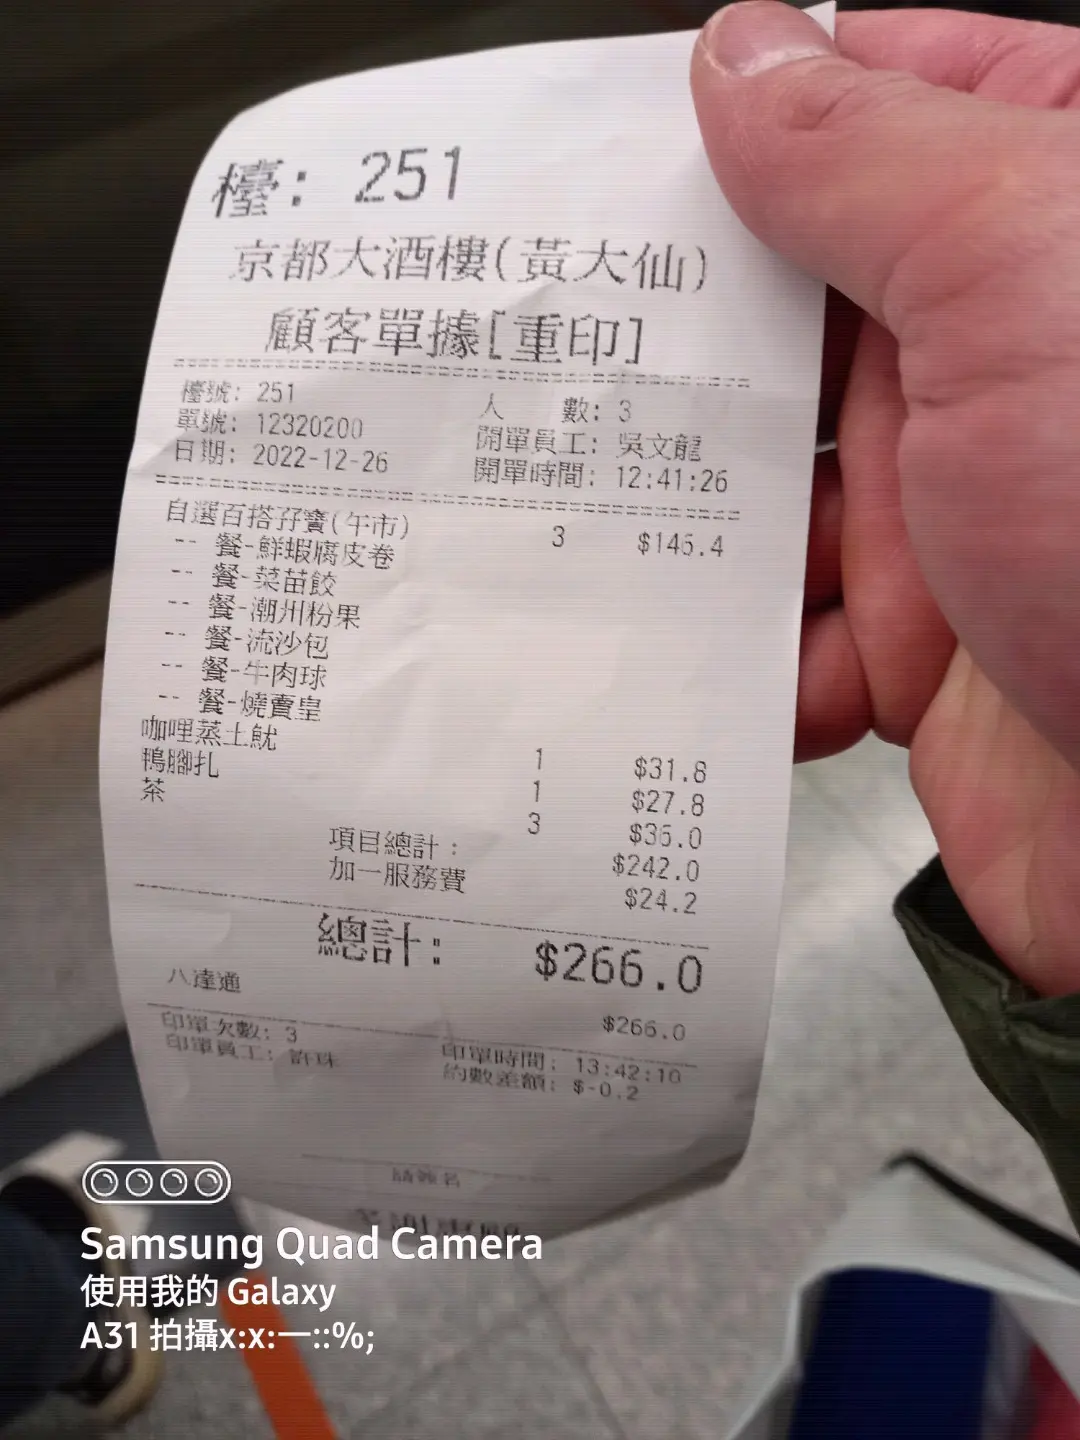 檯: 251
京都大酒樓(黃大仙)
顧客單據[重印]
檯號: 251 人 數: 3
單號: 12320200 開單員工: 吳文龍
日期: 2022-12-26 開單時間: 12:41:26
自選百搭孖寶(午市) 3 $146.4
-- 餐-鮮蝦腐皮卷
-- 餐-菜苗餃
-- 餐-潮州粉果
-- 餐-流沙包
-- 餐-牛肉球
-- 餐-燒賣皇
咖哩蒸土魷 1 $31.8
鴨腳扎 1 $27.8
茶 3 $36.0
項目總計: $242.0
加一服務費 $24.2
總計: $266.0
八達通 $266.0
印單次數: 3 印單時間: 13:42:10
印單員工: 許珠 約數差額: $-0.2
Samsung Quad Camera
使用我的 Galaxy
A31 拍攝x:x:一::%;